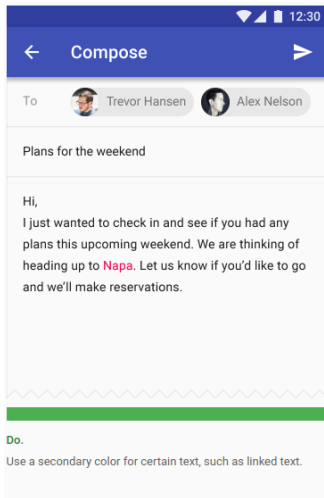 12:30
Compose
To Trevor Hansen Alex Nelson
Plans for the weekend
Hi,
I just wanted to check in and see if you had any
plans this upcoming weekend. We are thinking of
heading up to Napa. Let us know if you’d like to go
and we’ll make reservations.
Do.
Use a secondary color for certain text, such as linked text.